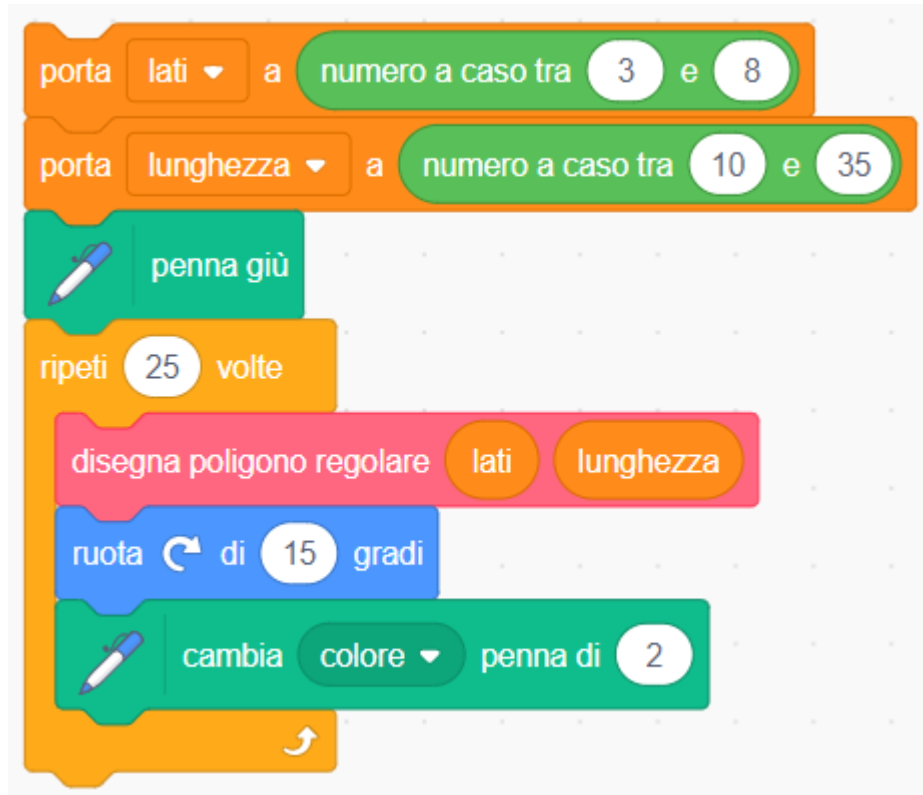 porta lati a numero a caso tra 3 e 8
porta lunghezza a numero a caso tra 10 e 35
penna giù
ripeti 25 volte
disegna poligono regolare lati lunghezza
ruota di 15 gradi
cambia colore penna di 2